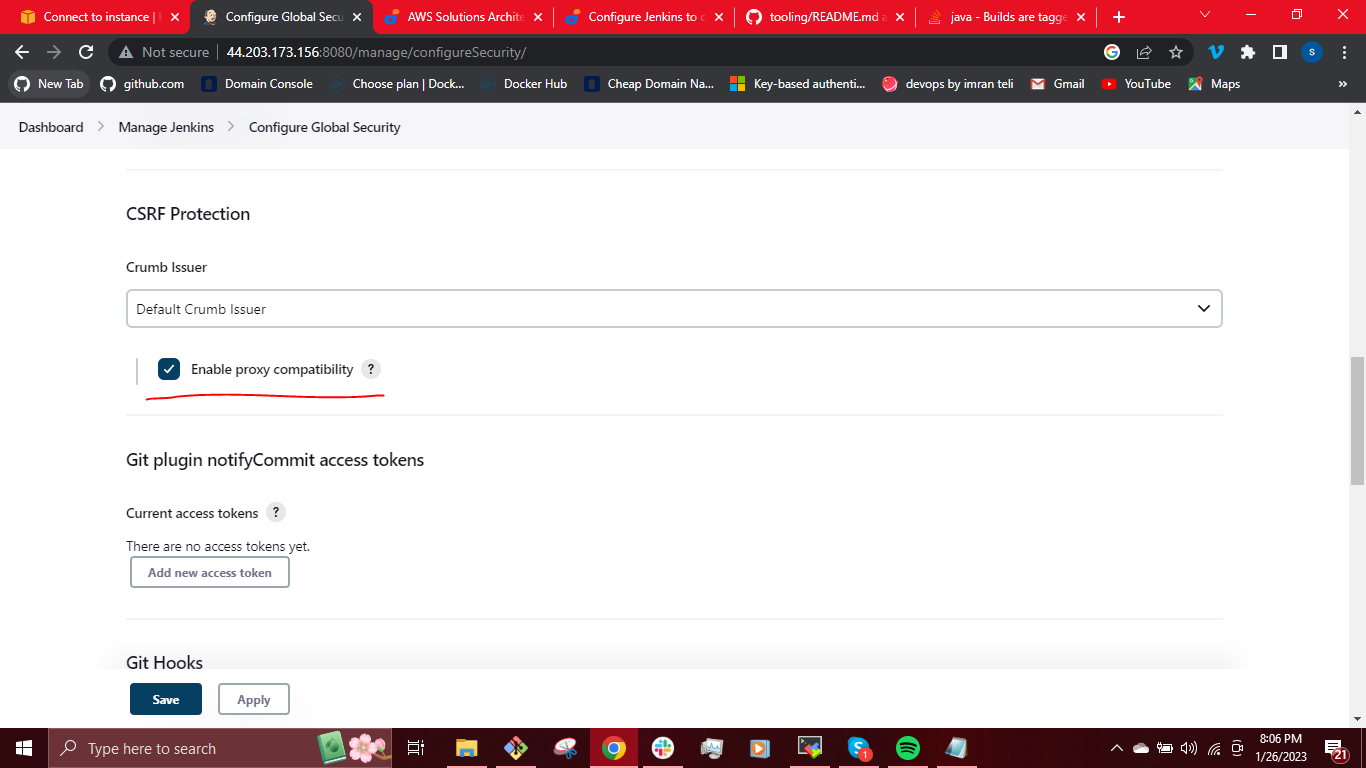 Connect to instance | E
Configure Global Secu
AWS Solutions Archite
Configure Jenkins to c
tooling/README.md a
java - Builds are tagge
Not secure 44.203.173.156:8080/manage/configureSecurity/
S
New Tab
github.com
Domain Console
Choose plan | Dock...
Docker Hub
Cheap Domain Na...
Key-based authenti...
devops by imran teli
Gmail
YouTube
Maps
»
Dashboard
Manage Jenkins
Configure Global Security
CSRF Protection
Crumb Issuer
Default Crumb Issuer
Enable proxy compatibility ?
Git plugin notifyCommit access tokens
Current access tokens ?
There are no access tokens yet.
Add new access token
Git Hooks
Save
Apply
Type here to search
1
8:06 PM
1/26/2023
21